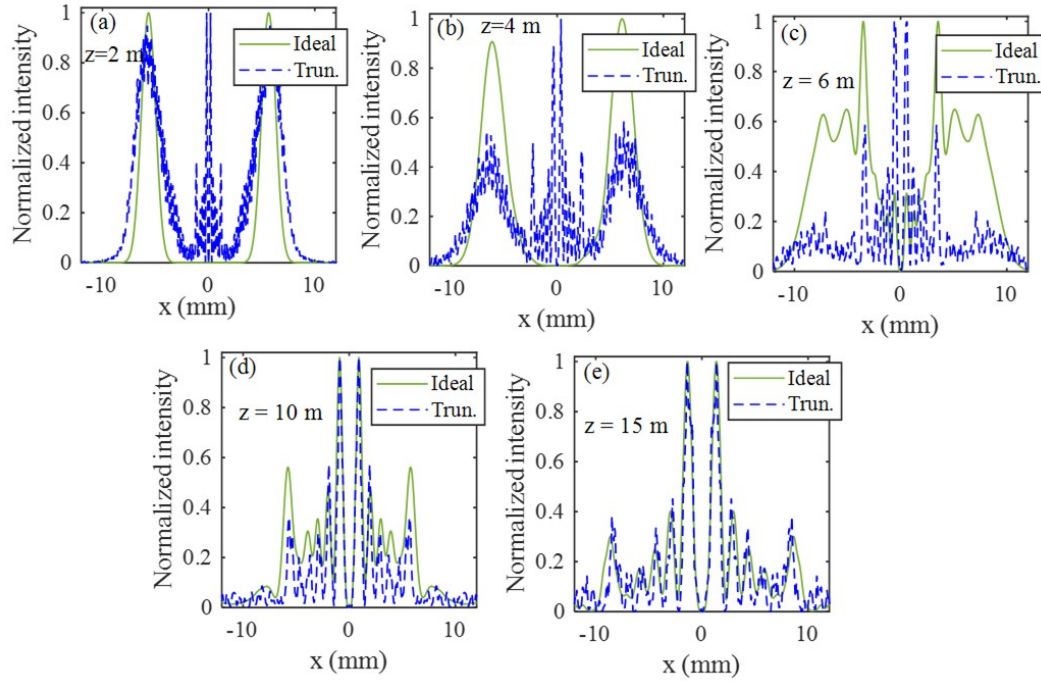 (a)
z=2 m
Ideal
Trun.
Normalized intensity
1
0.8
0.6
0.4
0.2
0
-10 0 10
x (mm)
(b)
z=4 m
Ideal
Trun.
Normalized intensity
1
0.8
0.6
0.4
0.2
0
-10 0 10
x (mm)
(c)
z = 6 m
Ideal
Trun.
Normalized intensity
1
0.8
0.6
0.4
0.2
0
-10 0 10
x (mm)
(d)
z = 10 m
Ideal
Trun.
Normalized intensity
1
0.8
0.6
0.4
0.2
0
-10 0 10
x (mm)
(e)
z = 15 m
Ideal
Trun.
Normalized intensity
1
0.8
0.6
0.4
0.2
0
-10 0 10
x (mm)